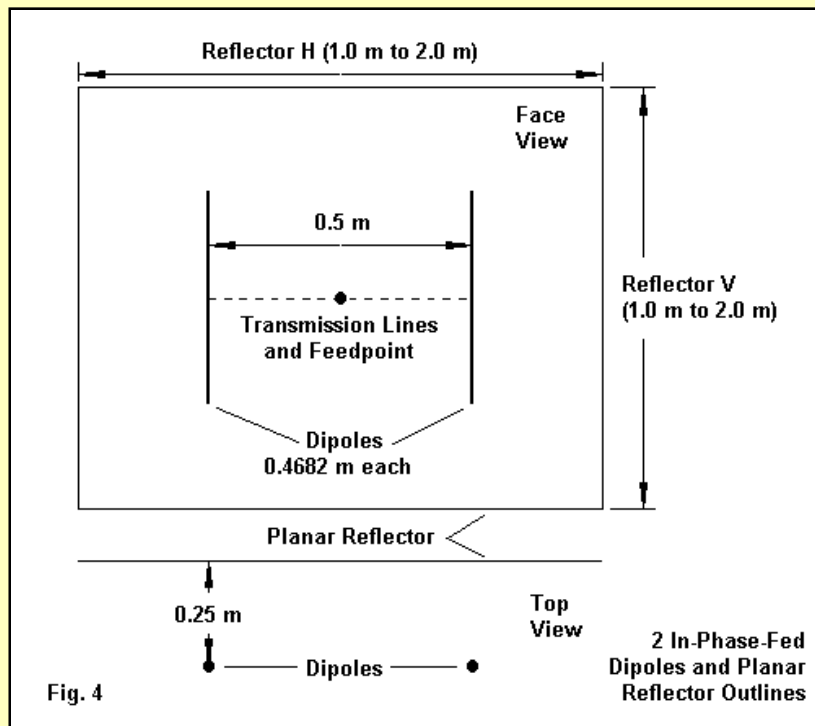 Reflector H (1.0 m to 2.0 m)
Face
View
0.5 m
Reflector V
(1.0 m to 2.0 m)
Transmission Lines
and Feedpoint
Dipoles
0.4682 m each
Planar Reflector
0.25 m
Top
View
Dipoles
2 In-Phase-Fed
Dipoles and Planar
Reflector Outlines
Fig. 4